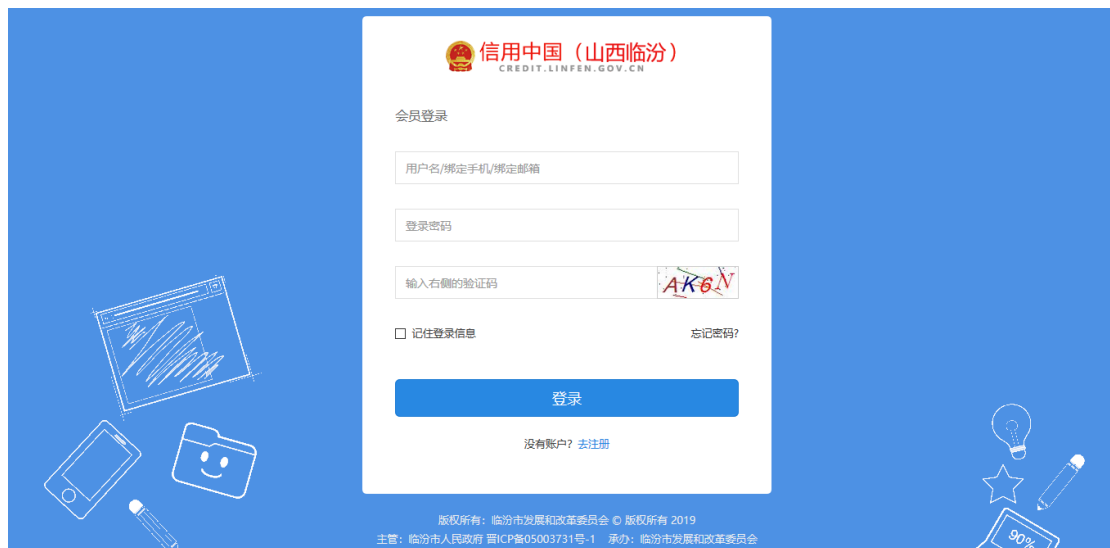 信用中国（山西临汾）
CREDIT.LINFEN.GOV.CN
会员登录
用户名/绑定手机/绑定邮箱
登录密码
输入右侧的验证码
AK6N
记住登录信息
忘记密码?
登录
没有账户? 去注册
版权所有：临汾市发展和改革委员会 © 版权所有 2019
主管：临汾市人民政府 晋ICP备05003731号-1 承办：临汾市发展和改革委员会
90%